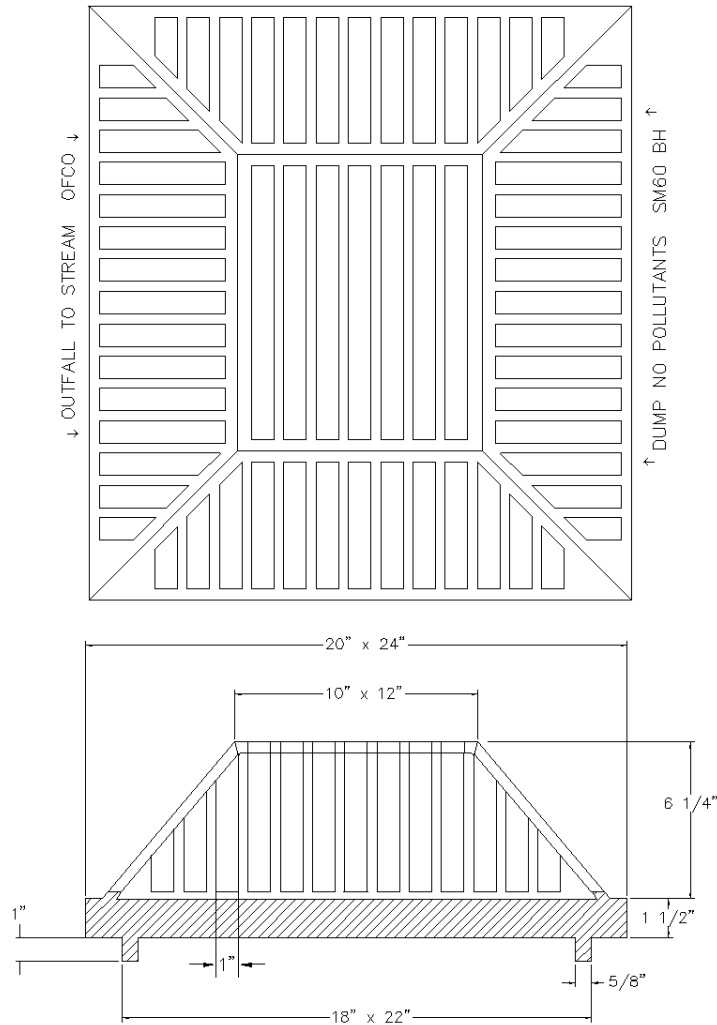 ← OUTFALL TO STREAM OFCO →
← DUMP NO POLLUTANTS SM60 BH →
20" x 24"
10" x 12"
6 1/4"
1"
1 1/2"
1"
5/8"
18" x 22"